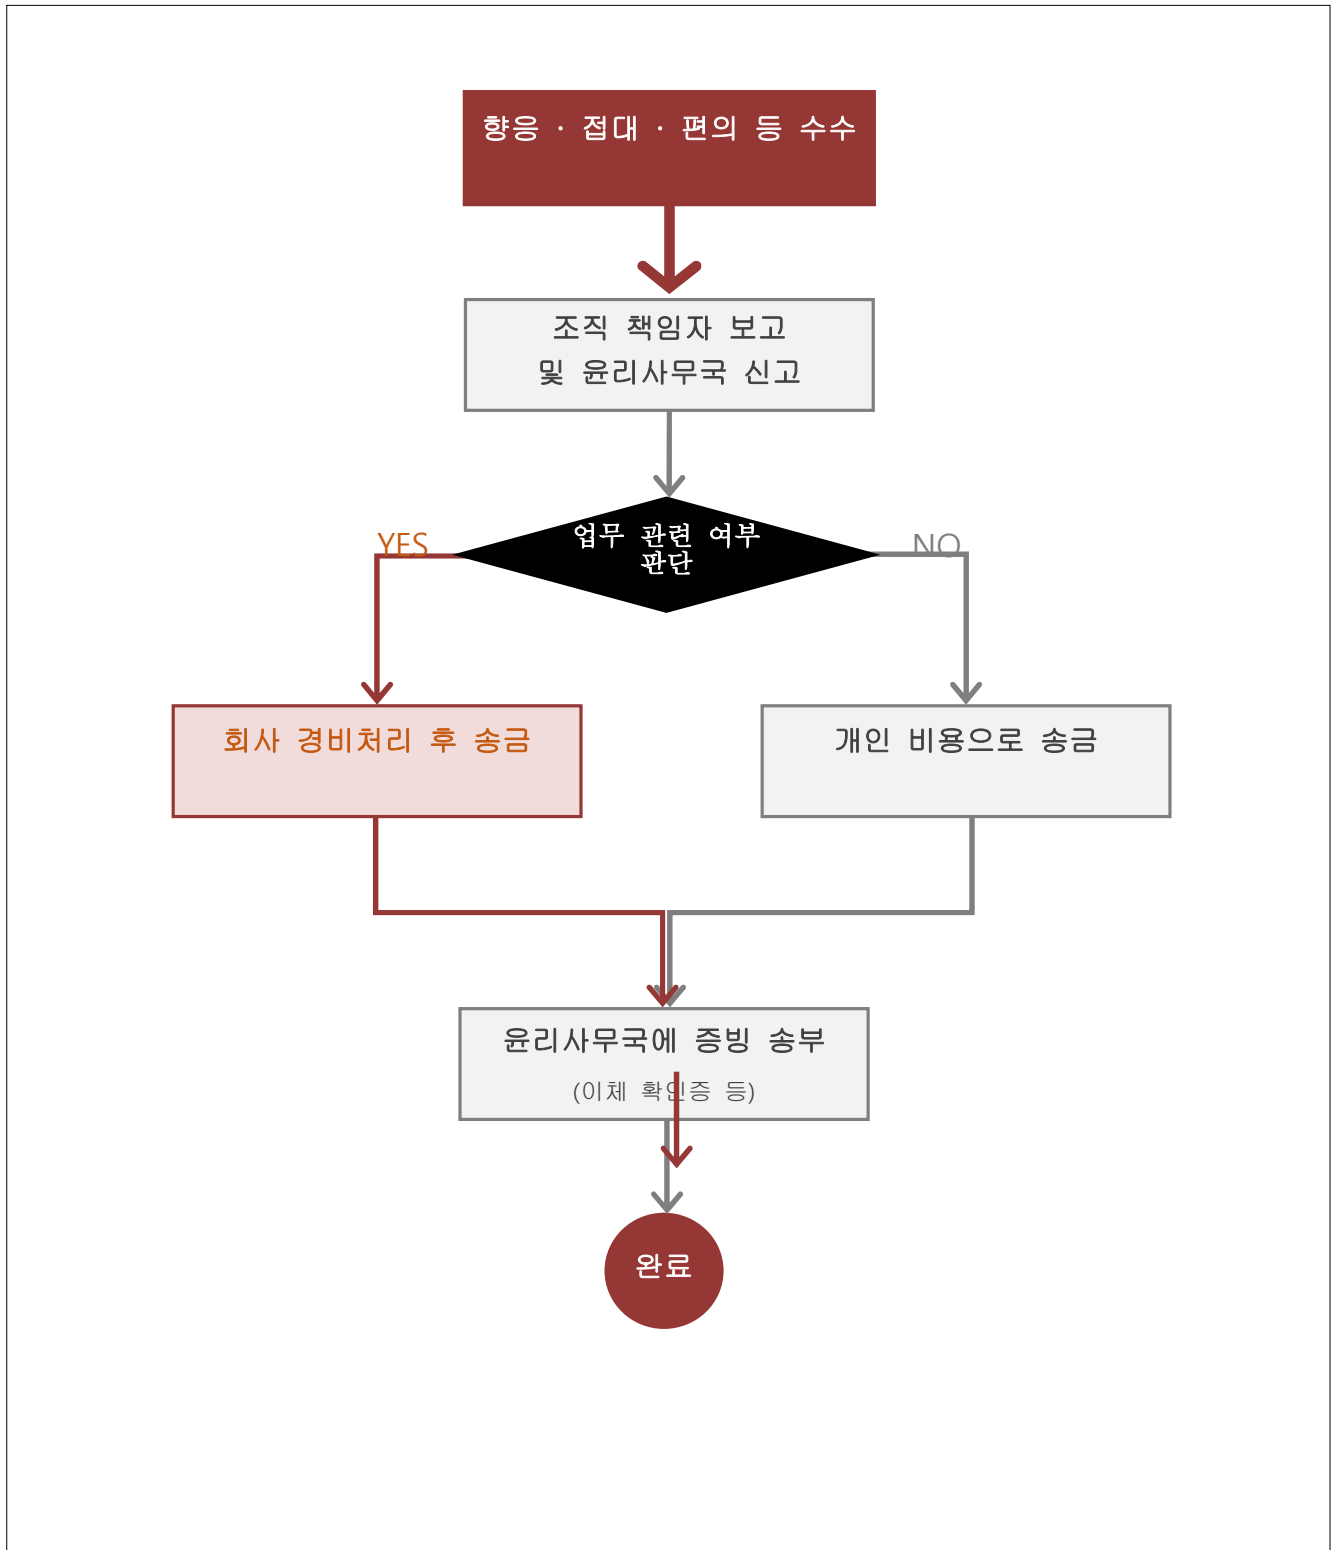 향응 · 접대 · 편의 등 수수
조직 책임자 보고
및 윤리사무국 신고
YES
업무 관련 여부
판단
NO
회사 경비처리 후 송금
개인 비용으로 송금
윤리사무국에 증빙 송부
(이체 확인증 등)
완료